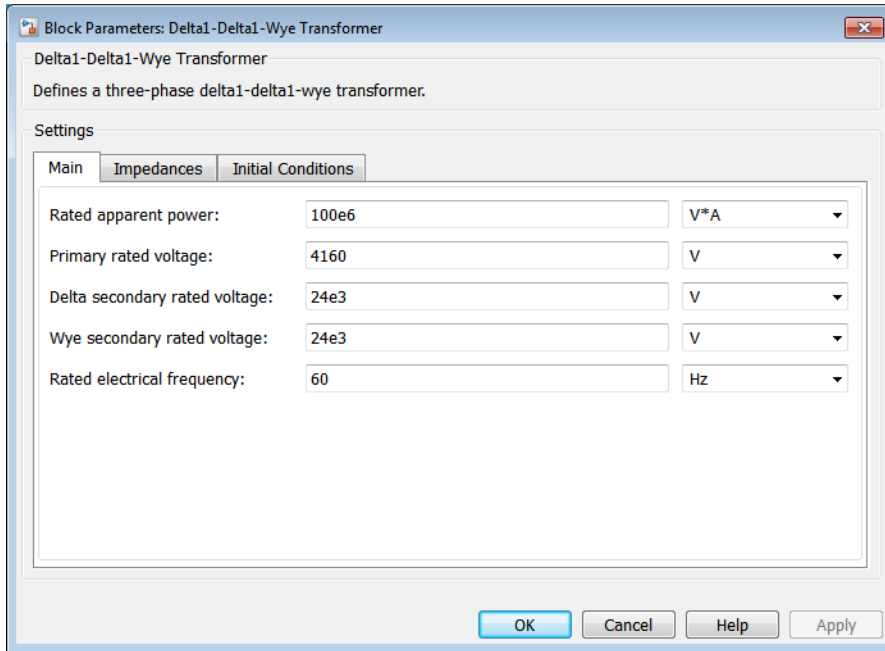 Block Parameters: Delta1-Delta1-Wye Transformer
Delta1-Delta1-Wye Transformer
Defines a three-phase delta1-delta1-wye transformer.
Settings
Main Impedances Initial Conditions
Rated apparent power: 100e6 V*A
Primary rated voltage: 4160 V
Delta secondary rated voltage: 24e3 V
Wye secondary rated voltage: 24e3 V
Rated electrical frequency: 60 Hz
OK Cancel Help Apply